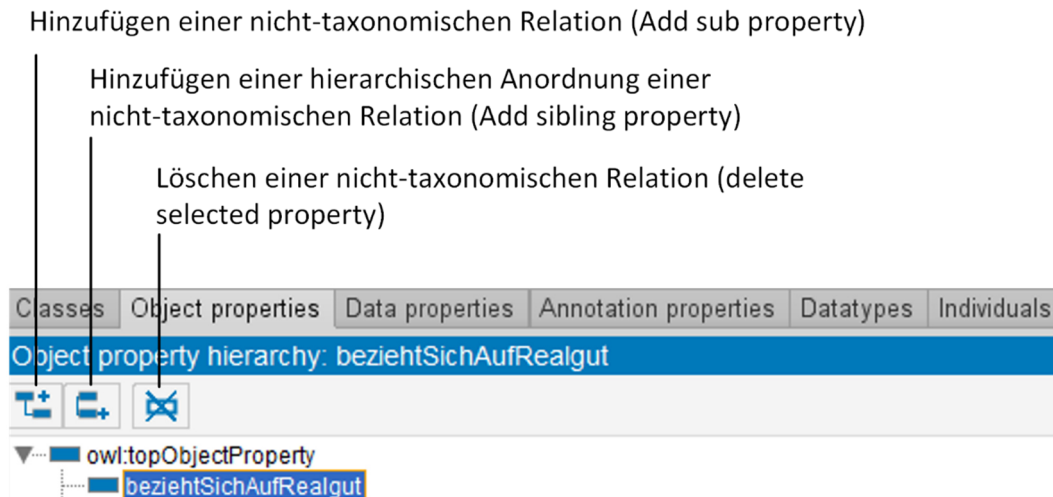 Hinzufügen einer nicht-taxonomischen Relation (Add sub property)
Hinzufügen einer hierarchischen Anordnung einer
nicht-taxonomischen Relation (Add sibling property)
Löschen einer nicht-taxonomischen Relation (delete
selected property)
Classes Object properties Data properties Annotation properties Datatypes Individuals
Object property hierarchy: beziehtSichAufRealgut
owl:topObjectProperty
beziehtSichAufRealgut